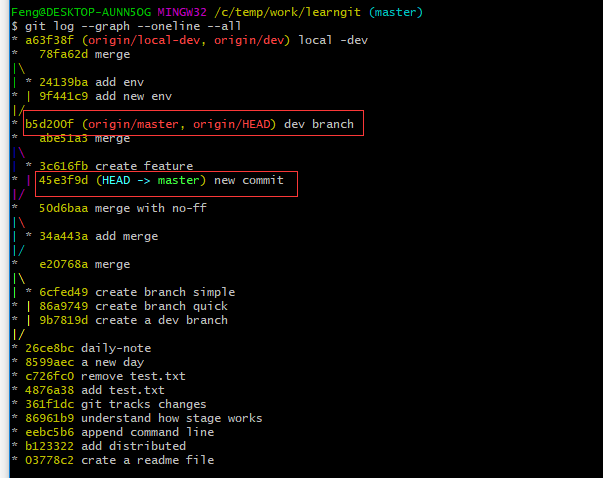 Feng@DESKTOP-AUNN5OG MINGW32 /c/temp/work/learngit (master)
$ git log --graph --oneline --all
* a63f38f (origin/local-dev, origin/dev) local -dev
*   78fa62d merge
|\
| * 24139ba add env
* | 9f441c9 add new env
|/
* b5d200f (origin/master, origin/HEAD) dev branch
*   abe51a3 merge
|\
| * 3c616fb create feature
* | 45e3f9d (HEAD -> master) new commit
|/
*   50d6baa merge with no-ff
|\
| * 34a443a add merge
|/
*   e20768a merge
|\
| * 6cfed49 create branch simple
* | 86a9749 create branch quick
* | 9b7819d create a dev branch
|/
* 26ce8bc daily-note
* 8599aec a new day
* c726fc0 remove test.txt
* 4876a38 add test.txt
* 361f1dc git tracks changes
* 86961b9 understand how stage works
* eebc5b6 append command line
* b123322 add distributed
* 03778c2 crate a readme file